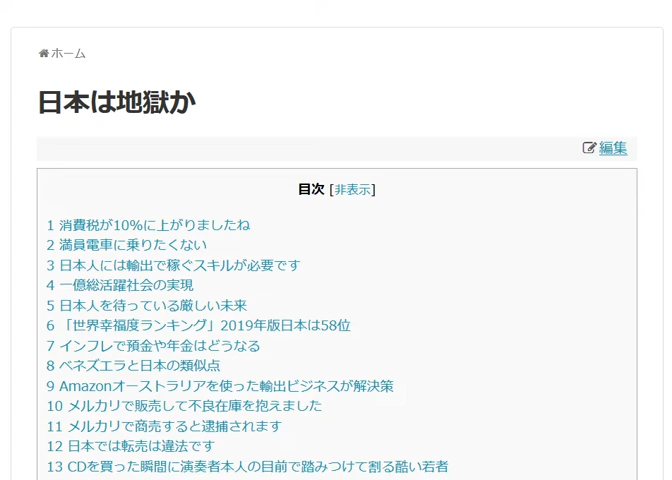 ホーム
日本は地獄か
編集
目次 [非表示]
1 消費税が10%に上がりましたね
2 満員電車に乗りたくない
3 日本人には輸出で稼ぐスキルが必要です
4 一億総活躍社会の実現
5 日本人を待っている厳しい未来
6 「世界幸福度ランキング」2019年版日本は58位
7 インフレで預金や年金はどうなる
8 ベネズエラと日本の類似点
9 Amazonオーストラリアを使った輸出ビジネスが解決策
10 メルカリで販売して不良在庫を抱えました
11 メルカリで商売すると逮捕されます
12 日本では転売は違法です
13 CDを買った瞬間に演奏者本人の目前で踏みつけて割る酷い若者